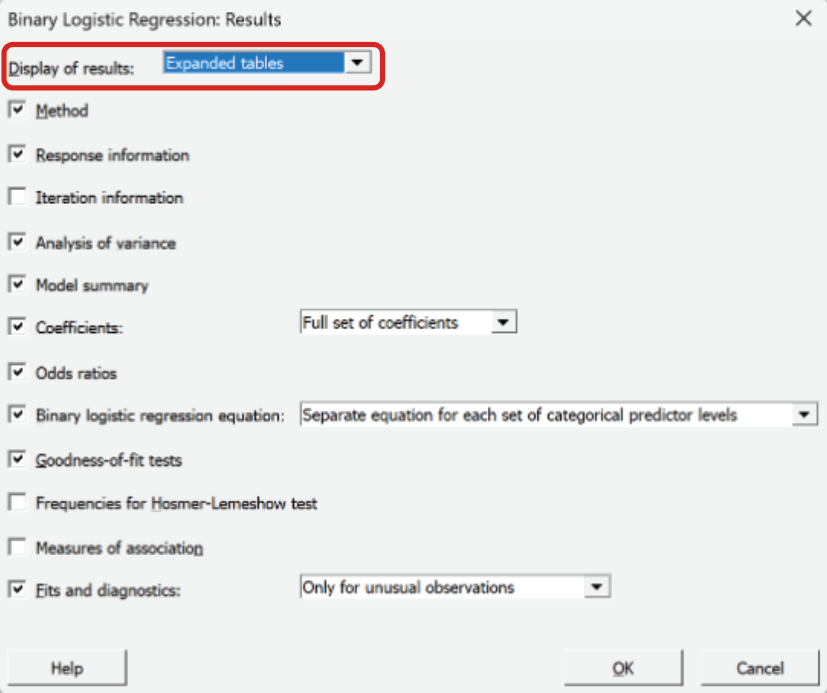 Binary Logistic Regression: Results
Display of results: Expanded tables
Method
Response information
Iteration information
Analysis of variance
Model summary
Coefficients: Full set of coefficients
Odds ratios
Binary logistic regression equation: Separate equation for each set of categorical predictor levels
Goodness-of-fit tests
Frequencies for Hosmer-Lemeshow test
Measures of association
Fits and diagnostics: Only for unusual observations
Help OK Cancel